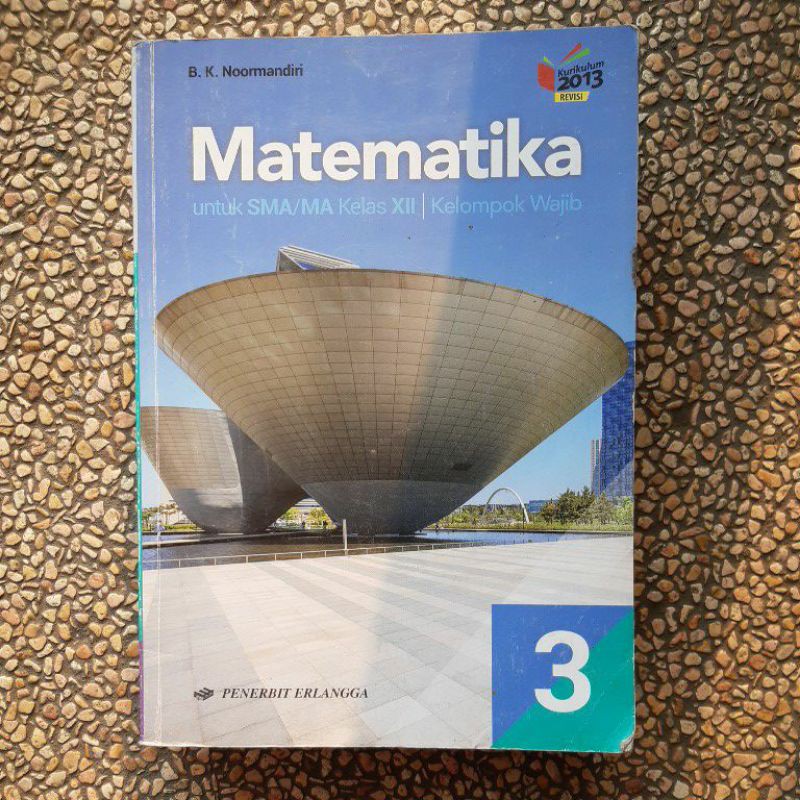 B. K. Noormandiri
Kurikulum
2013
REVISI
Matematika
untuk SMA/MA Kelas XII | Kelompok Wajib
PENERBIT ERLANGGA
3